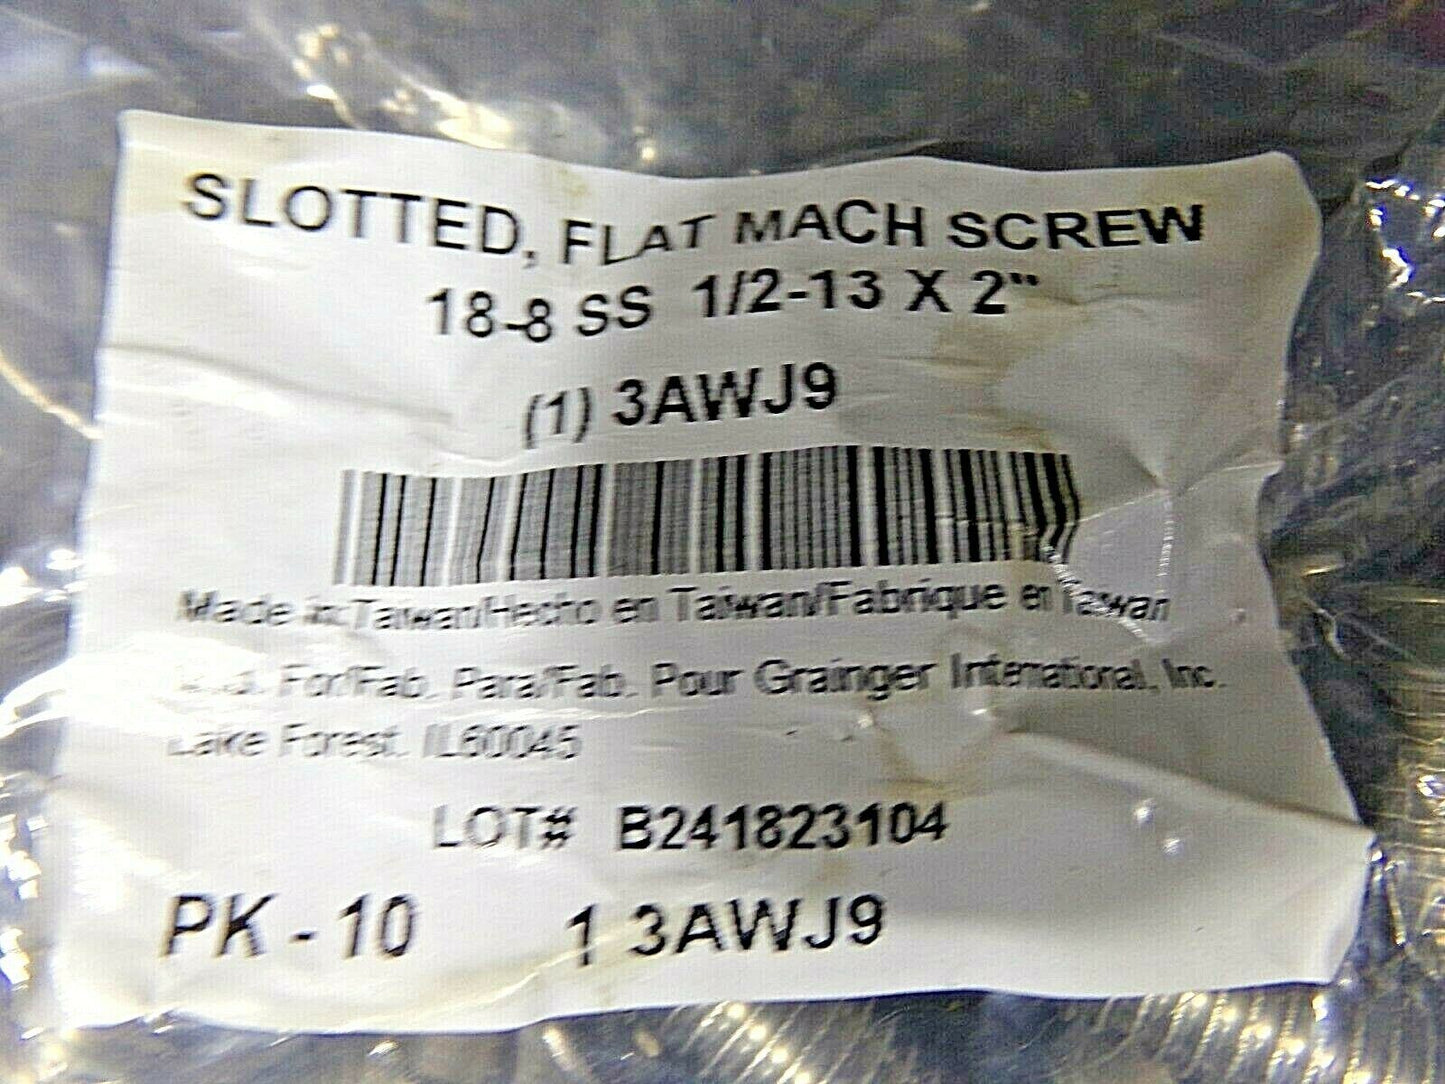 SLOTTED, FLAT MACH SCREW
18-8 SS 1/2-13 X 2"
(1) 3AWJ9
Made in:Taiwan/Hecho en Taiwan/Fabrique en Taiwan
For/Fab. Para/Fab. Pour Grainger International, Inc.
Lake Forest. IL60045
LOT# B241823104
PK - 10 1 3AWJ9